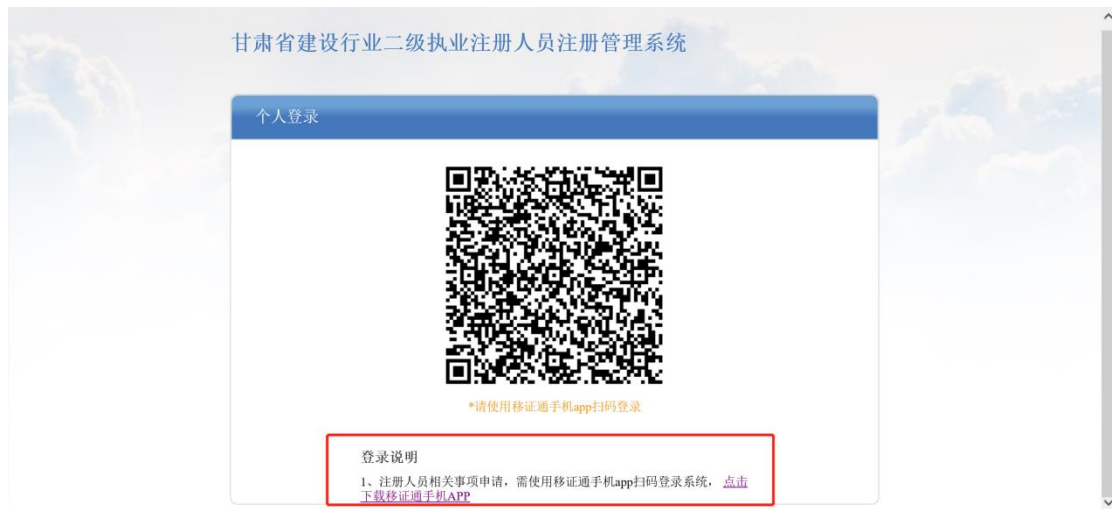 甘肃省建设行业二级执业注册人员注册管理系统
个人登录
*请使用移证通手机app扫码登录
登录说明
1、注册人员相关事项申请，需使用移证通手机app扫码登录系统， 点击
下载移证通手机APP